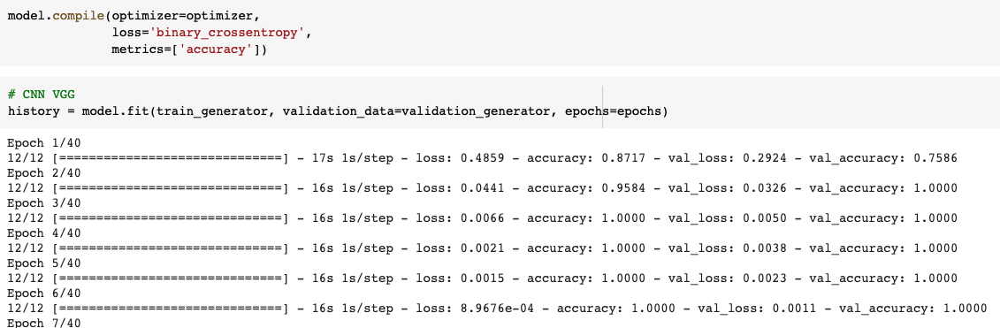 model.compile(optimizer=optimizer,
              loss='binary_crossentropy',
              metrics=['accuracy'])
# CNN VGG
history = model.fit(train_generator, validation_data=validation_generator, epochs=epochs)
Epoch 1/40
12/12 [==============================] - 17s 1s/step - loss: 0.4859 - accuracy: 0.8717 - val_loss: 0.2924 - val_accuracy: 0.7586
Epoch 2/40
12/12 [==============================] - 16s 1s/step - loss: 0.0441 - accuracy: 0.9584 - val_loss: 0.0326 - val_accuracy: 1.0000
Epoch 3/40
12/12 [==============================] - 16s 1s/step - loss: 0.0066 - accuracy: 1.0000 - val_loss: 0.0050 - val_accuracy: 1.0000
Epoch 4/40
12/12 [==============================] - 16s 1s/step - loss: 0.0021 - accuracy: 1.0000 - val_loss: 0.0038 - val_accuracy: 1.0000
Epoch 5/40
12/12 [==============================] - 16s 1s/step - loss: 0.0015 - accuracy: 1.0000 - val_loss: 0.0023 - val_accuracy: 1.0000
Epoch 6/40
12/12 [==============================] - 16s 1s/step - loss: 8.9676e-04 - accuracy: 1.0000 - val_loss: 0.0011 - val_accuracy: 1.0000
Epoch 7/40